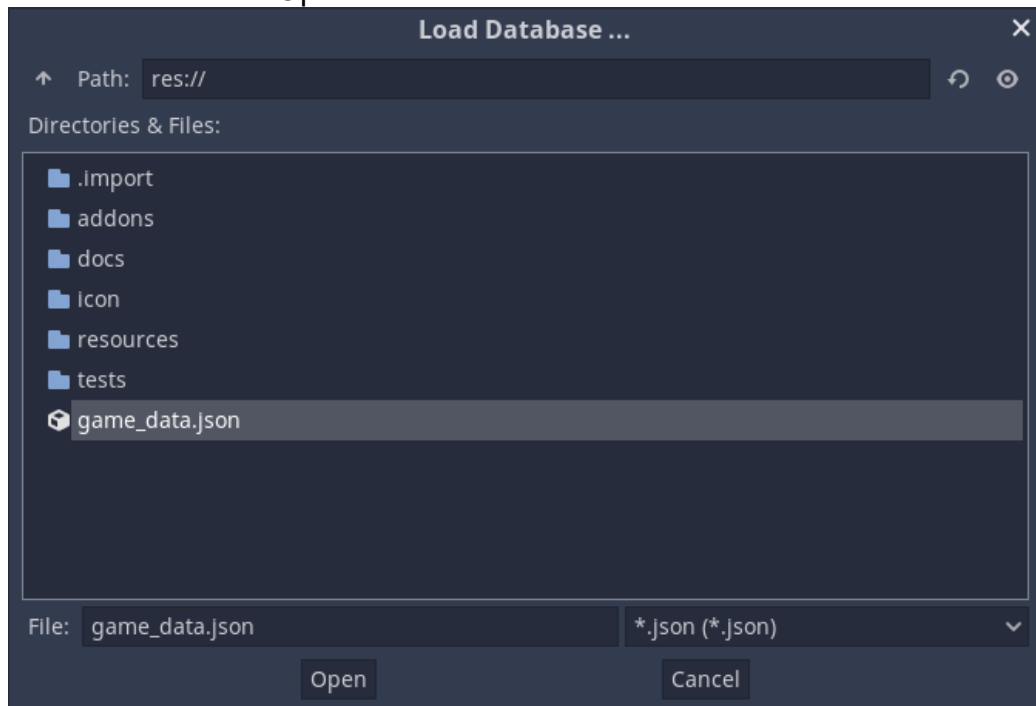 Load Database ...
Path: res://
Directories & Files:
.import
addons
docs
icon
resources
tests
game_data.json
File: game_data.json *.json (*.json)
Open Cancel